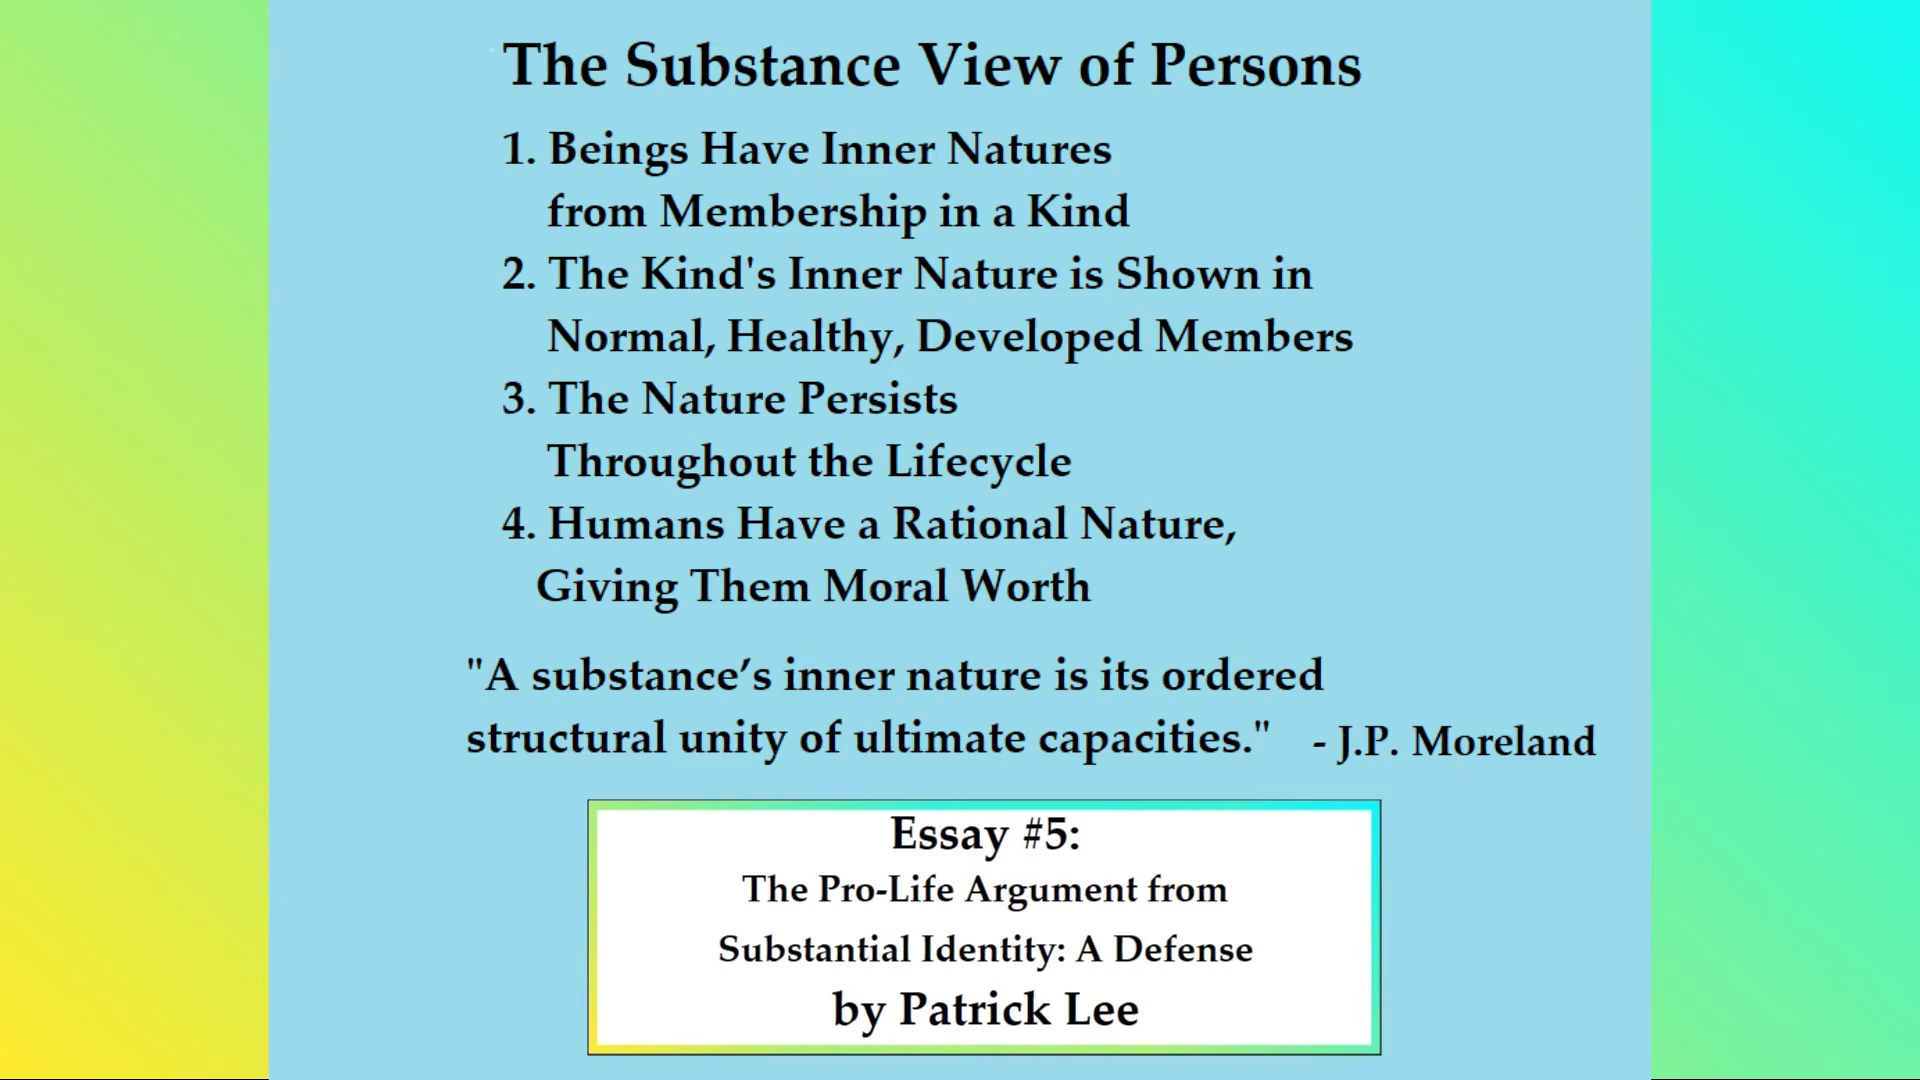 The Substance View of Persons
1. Beings Have Inner Natures
from Membership in a Kind
2. The Kind's Inner Nature is Shown in
Normal, Healthy, Developed Members
3. The Nature Persists
Throughout the Lifecycle
4. Humans Have a Rational Nature,
Giving Them Moral Worth
"A substance’s inner nature is its ordered
structural unity of ultimate capacities." - J.P. Moreland
Essay #5:
The Pro-Life Argument from
Substantial Identity: A Defense
by Patrick Lee